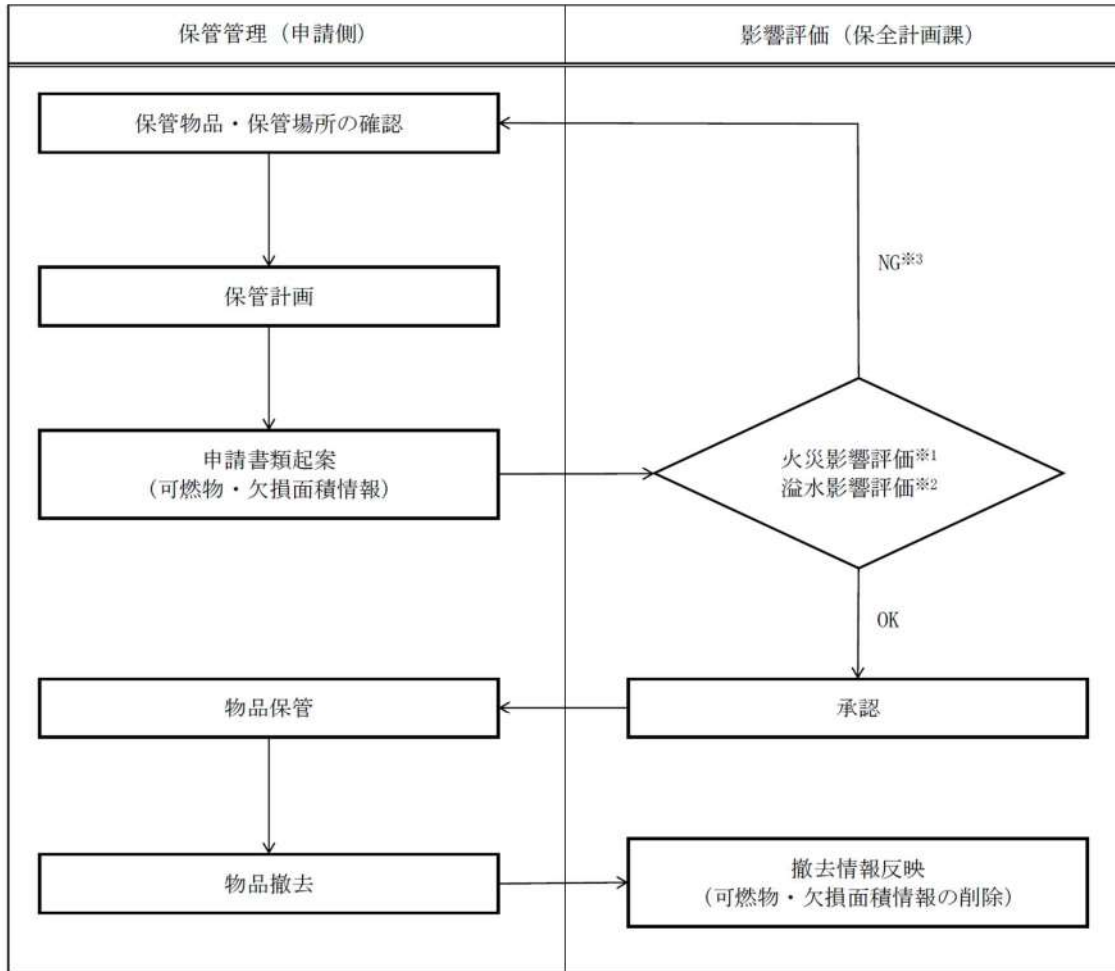 保管管理（申請側）
影響評価（保全計画課）
保管物品・保管場所の確認
NG※3
保管計画
申請書類起案
（可燃物・欠損面積情報）
火災影響評価※1
溢水影響評価※2
OK
物品保管
承認
物品撤去
撤去情報反映
（可燃物・欠損面積情報の削除）